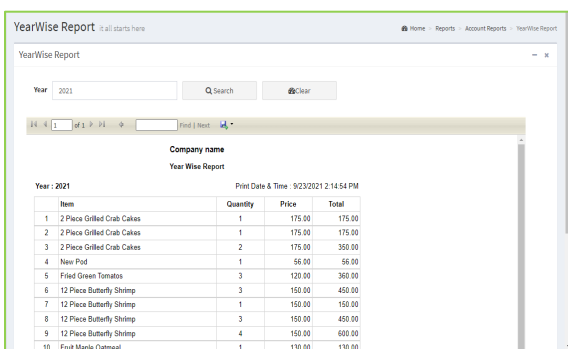 YearWise Report it all starts here
Home > Reports > Account Reports > YearWise Report
YearWise Report
Year 2021 Search Clear
1 of 1 Find | Next
Company name
Year Wise Report
Year : 2021 Print Date & Time : 9/23/2021 2:14:54 PM
Item Quantity Price Total
1 2 Piece Grilled Crab Cakes 1 175.00 175.00
2 2 Piece Grilled Crab Cakes 1 175.00 175.00
3 2 Piece Grilled Crab Cakes 2 175.00 350.00
4 New Pod 1 56.00 56.00
5 Fried Green Tomatos 3 120.00 360.00
6 12 Piece Butterfly Shrimp 3 150.00 450.00
7 12 Piece Butterfly Shrimp 1 150.00 150.00
8 12 Piece Butterfly Shrimp 3 150.00 450.00
9 12 Piece Butterfly Shrimp 4 150.00 600.00
10 Fruit Maple Oatmeal 1 130.00 130.00